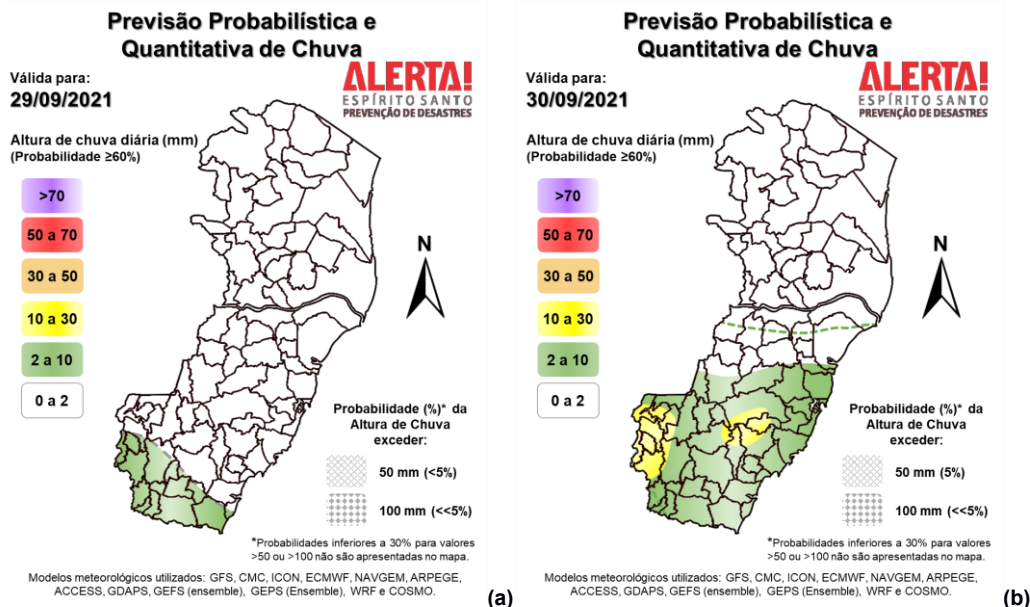 Previsão Probabilística e
Quantitativa de Chuva
Válida para:
29/09/2021
ALERTA!
ESPÍRITO SANTO
PREVENÇÃO DE DESASTRES
Altura de chuva diária (mm)
(Probabilidade ≥60%)
>70
50 a 70
30 a 50
10 a 30
2 a 10
0 a 2
N
Probabilidade (%)* da
Altura de Chuva
exceder:
50 mm (<5%)
100 mm (<<5%)
*Probabilidades inferiores a 30% para valores
>50 ou >100 não são apresentadas no mapa.
Modelos meteorológicos utilizados: GFS, CMC, ICON, ECMWF, NAVGEM, ARPEGE,
ACCESS, GDAPS, GEFS (ensemble), GEPS (Ensemble), WRF e COSMO.
(a)
Previsão Probabilística e
Quantitativa de Chuva
Válida para:
30/09/2021
ALERTA!
ESPÍRITO SANTO
PREVENÇÃO DE DESASTRES
Altura de chuva diária (mm)
(Probabilidade ≥60%)
>70
50 a 70
30 a 50
10 a 30
2 a 10
0 a 2
N
Probabilidade (%)* da
Altura de Chuva
exceder:
50 mm (5%)
100 mm (<<5%)
*Probabilidades inferiores a 30% para valores
>50 ou >100 não são apresentadas no mapa.
Modelos meteorológicos utilizados: GFS, CMC, ICON, ECMWF, NAVGEM, ARPEGE,
ACCESS, GDAPS, GEFS (ensemble), GEPS (Ensemble), WRF e COSMO.
(b)